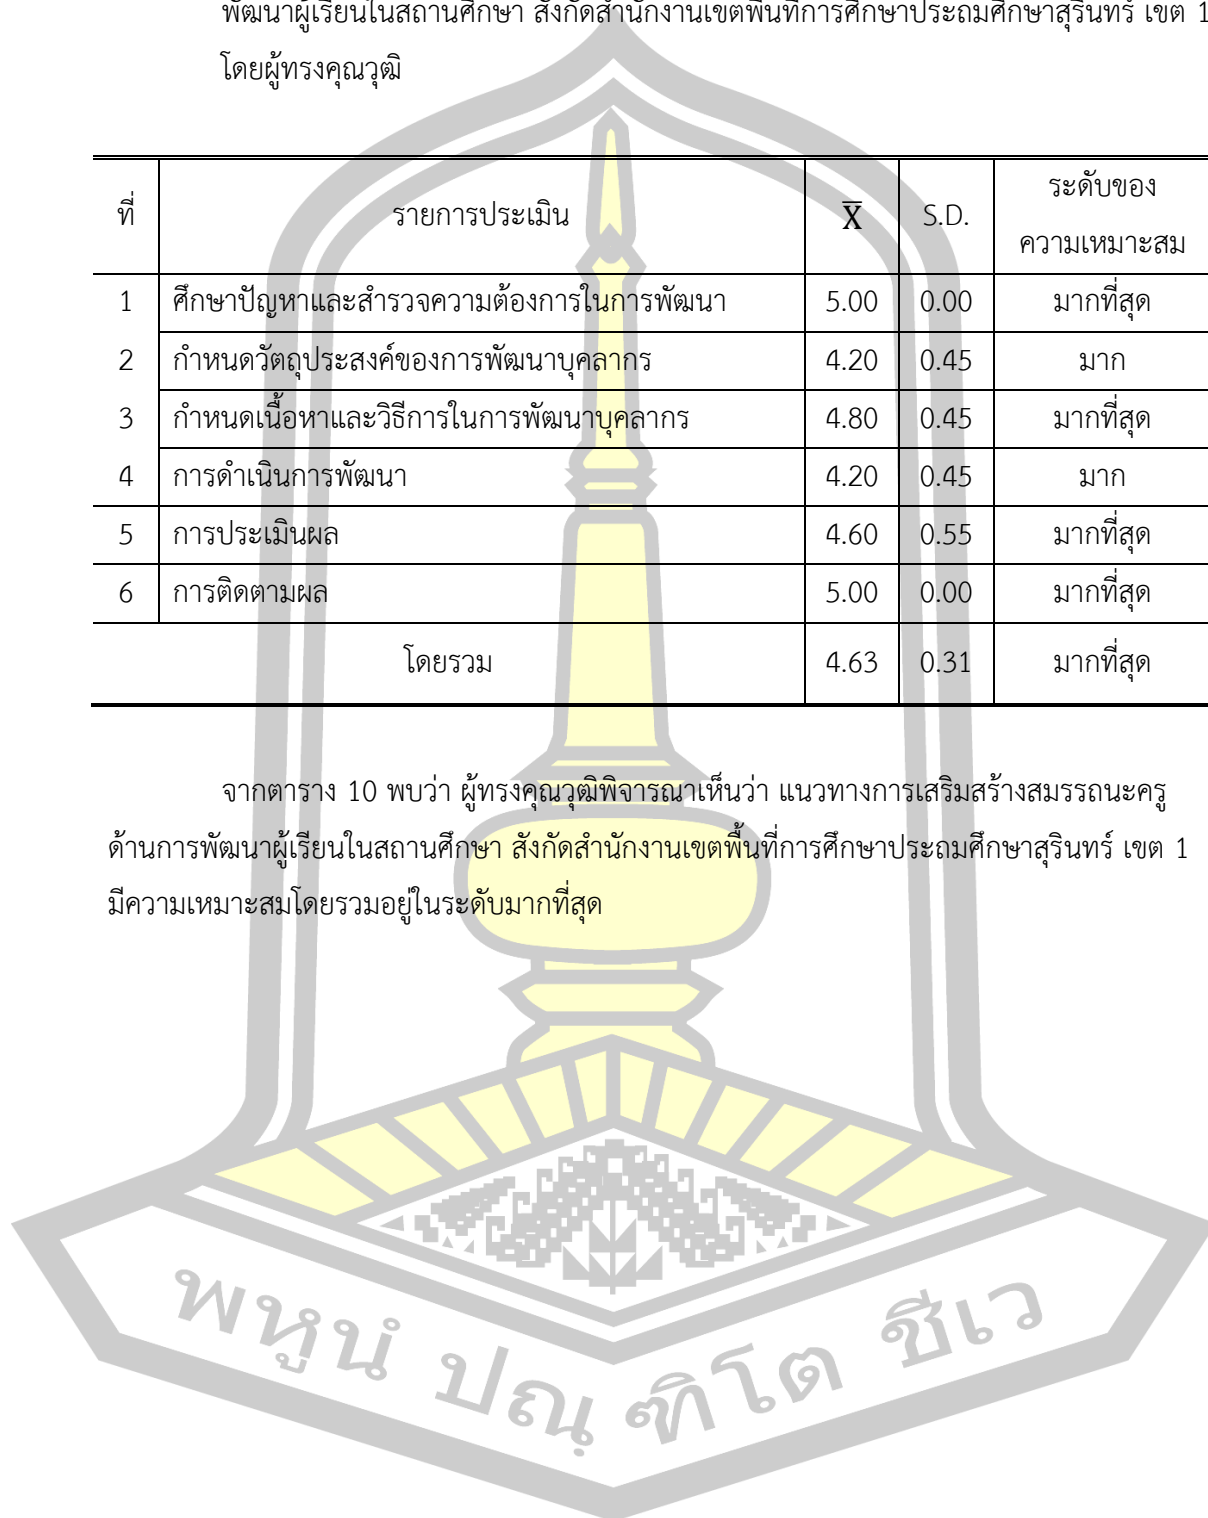 พัฒนาผู้เรียนในสถานศึกษา สังกัดสำนักงานเขตพื้นที่การศึกษาประถมศึกษาสุรินทร์ เขต 1
โดยผู้ทรงคุณวุฒิ
ที่ รายการประเมิน X̅ S.D. ระดับของ
ความเหมาะสม
1 ศึกษาปัญหาและสำรวจความต้องการในการพัฒนา 5.00 0.00 มากที่สุด
2 กำหนดวัตถุประสงค์ของการพัฒนาบุคลากร 4.20 0.45 มาก
3 กำหนดเนื้อหาและวิธีการในการพัฒนาบุคลากร 4.80 0.45 มากที่สุด
4 การดำเนินการพัฒนา 4.20 0.45 มาก
5 การประเมินผล 4.60 0.55 มากที่สุด
6 การติดตามผล 5.00 0.00 มากที่สุด
โดยรวม 4.63 0.31 มากที่สุด
จากตาราง 10 พบว่า ผู้ทรงคุณวุฒิพิจารณาเห็นว่า แนวทางการเสริมสร้างสมรรถนะครู
ด้านการพัฒนาผู้เรียนในสถานศึกษา สังกัดสำนักงานเขตพื้นที่การศึกษาประถมศึกษาสุรินทร์ เขต 1
มีความเหมาะสมโดยรวมอยู่ในระดับมากที่สุด
พหูนํ ปณฺฑิโต ชีเว